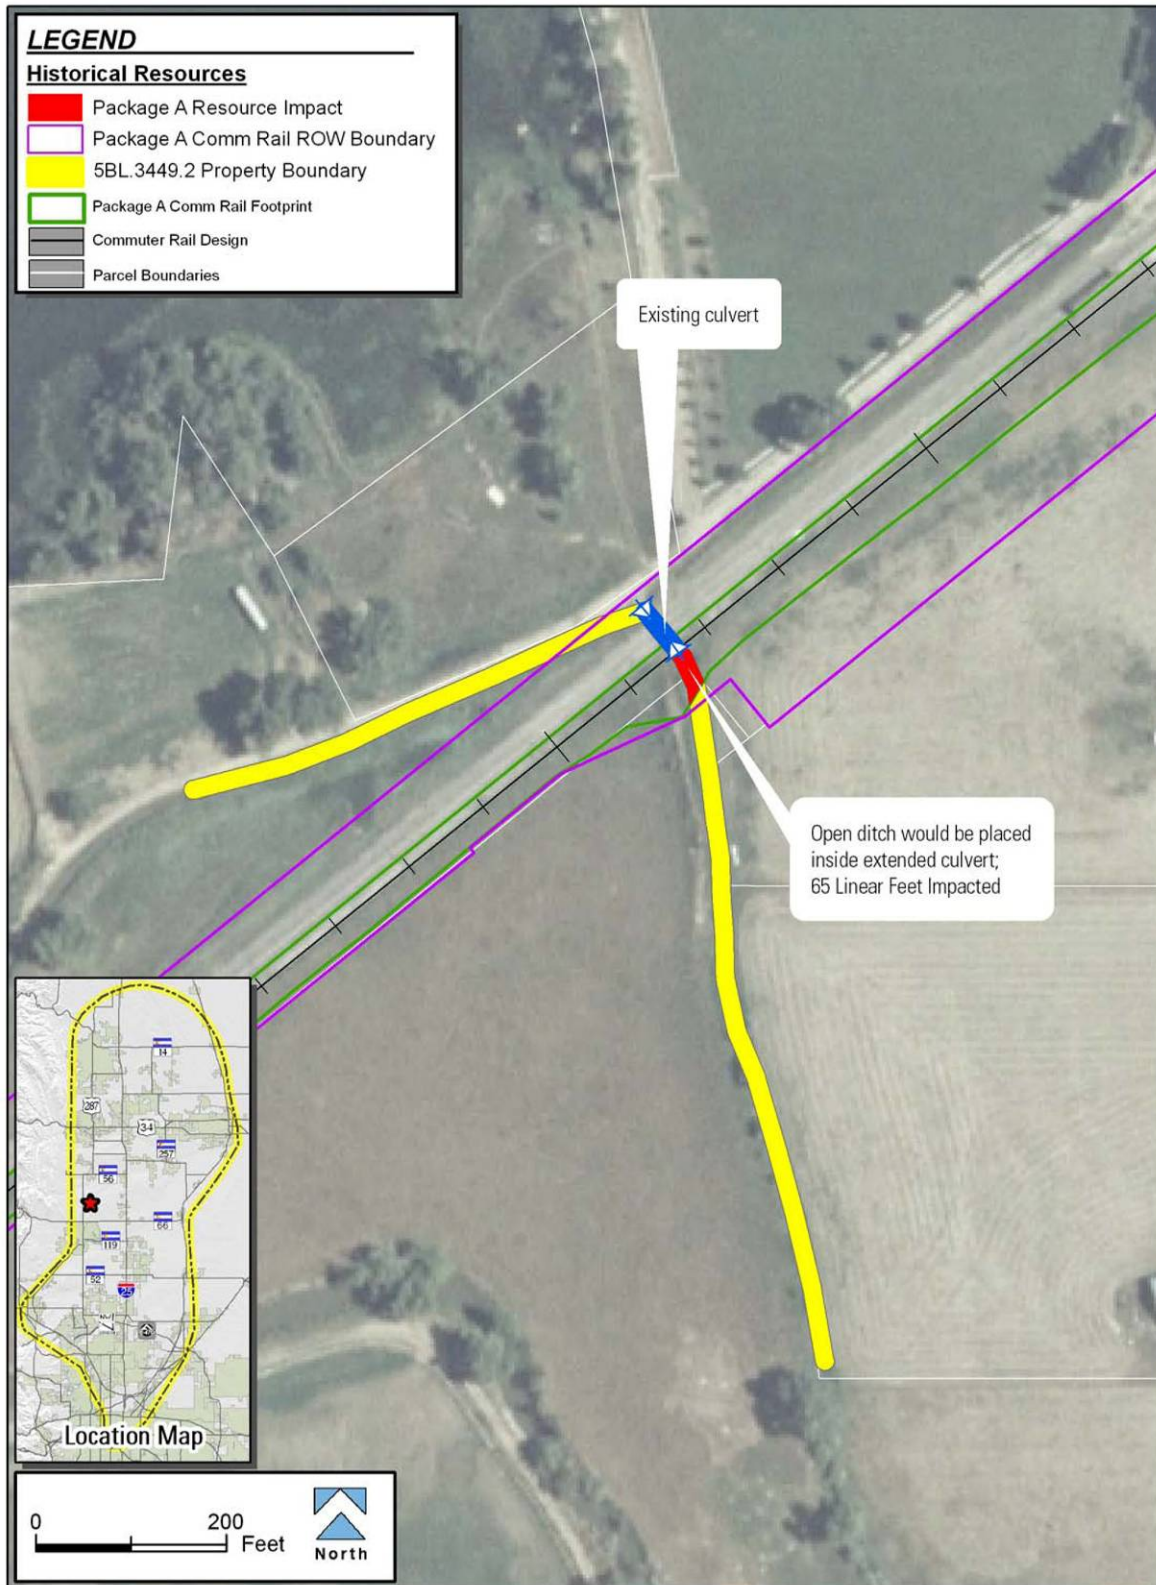 LEGEND
Historical Resources
Package A Resource Impact
Package A Comm Rail ROW Boundary
5BL.3449.2 Property Boundary
Package A Comm Rail Footprint
Commuter Rail Design
Parcel Boundaries
Existing culvert
Open ditch would be placed
inside extended culvert;
65 Linear Feet Impacted
14
287
34
257
56
66
119
52
25
Location Map
0 200
Feet
North